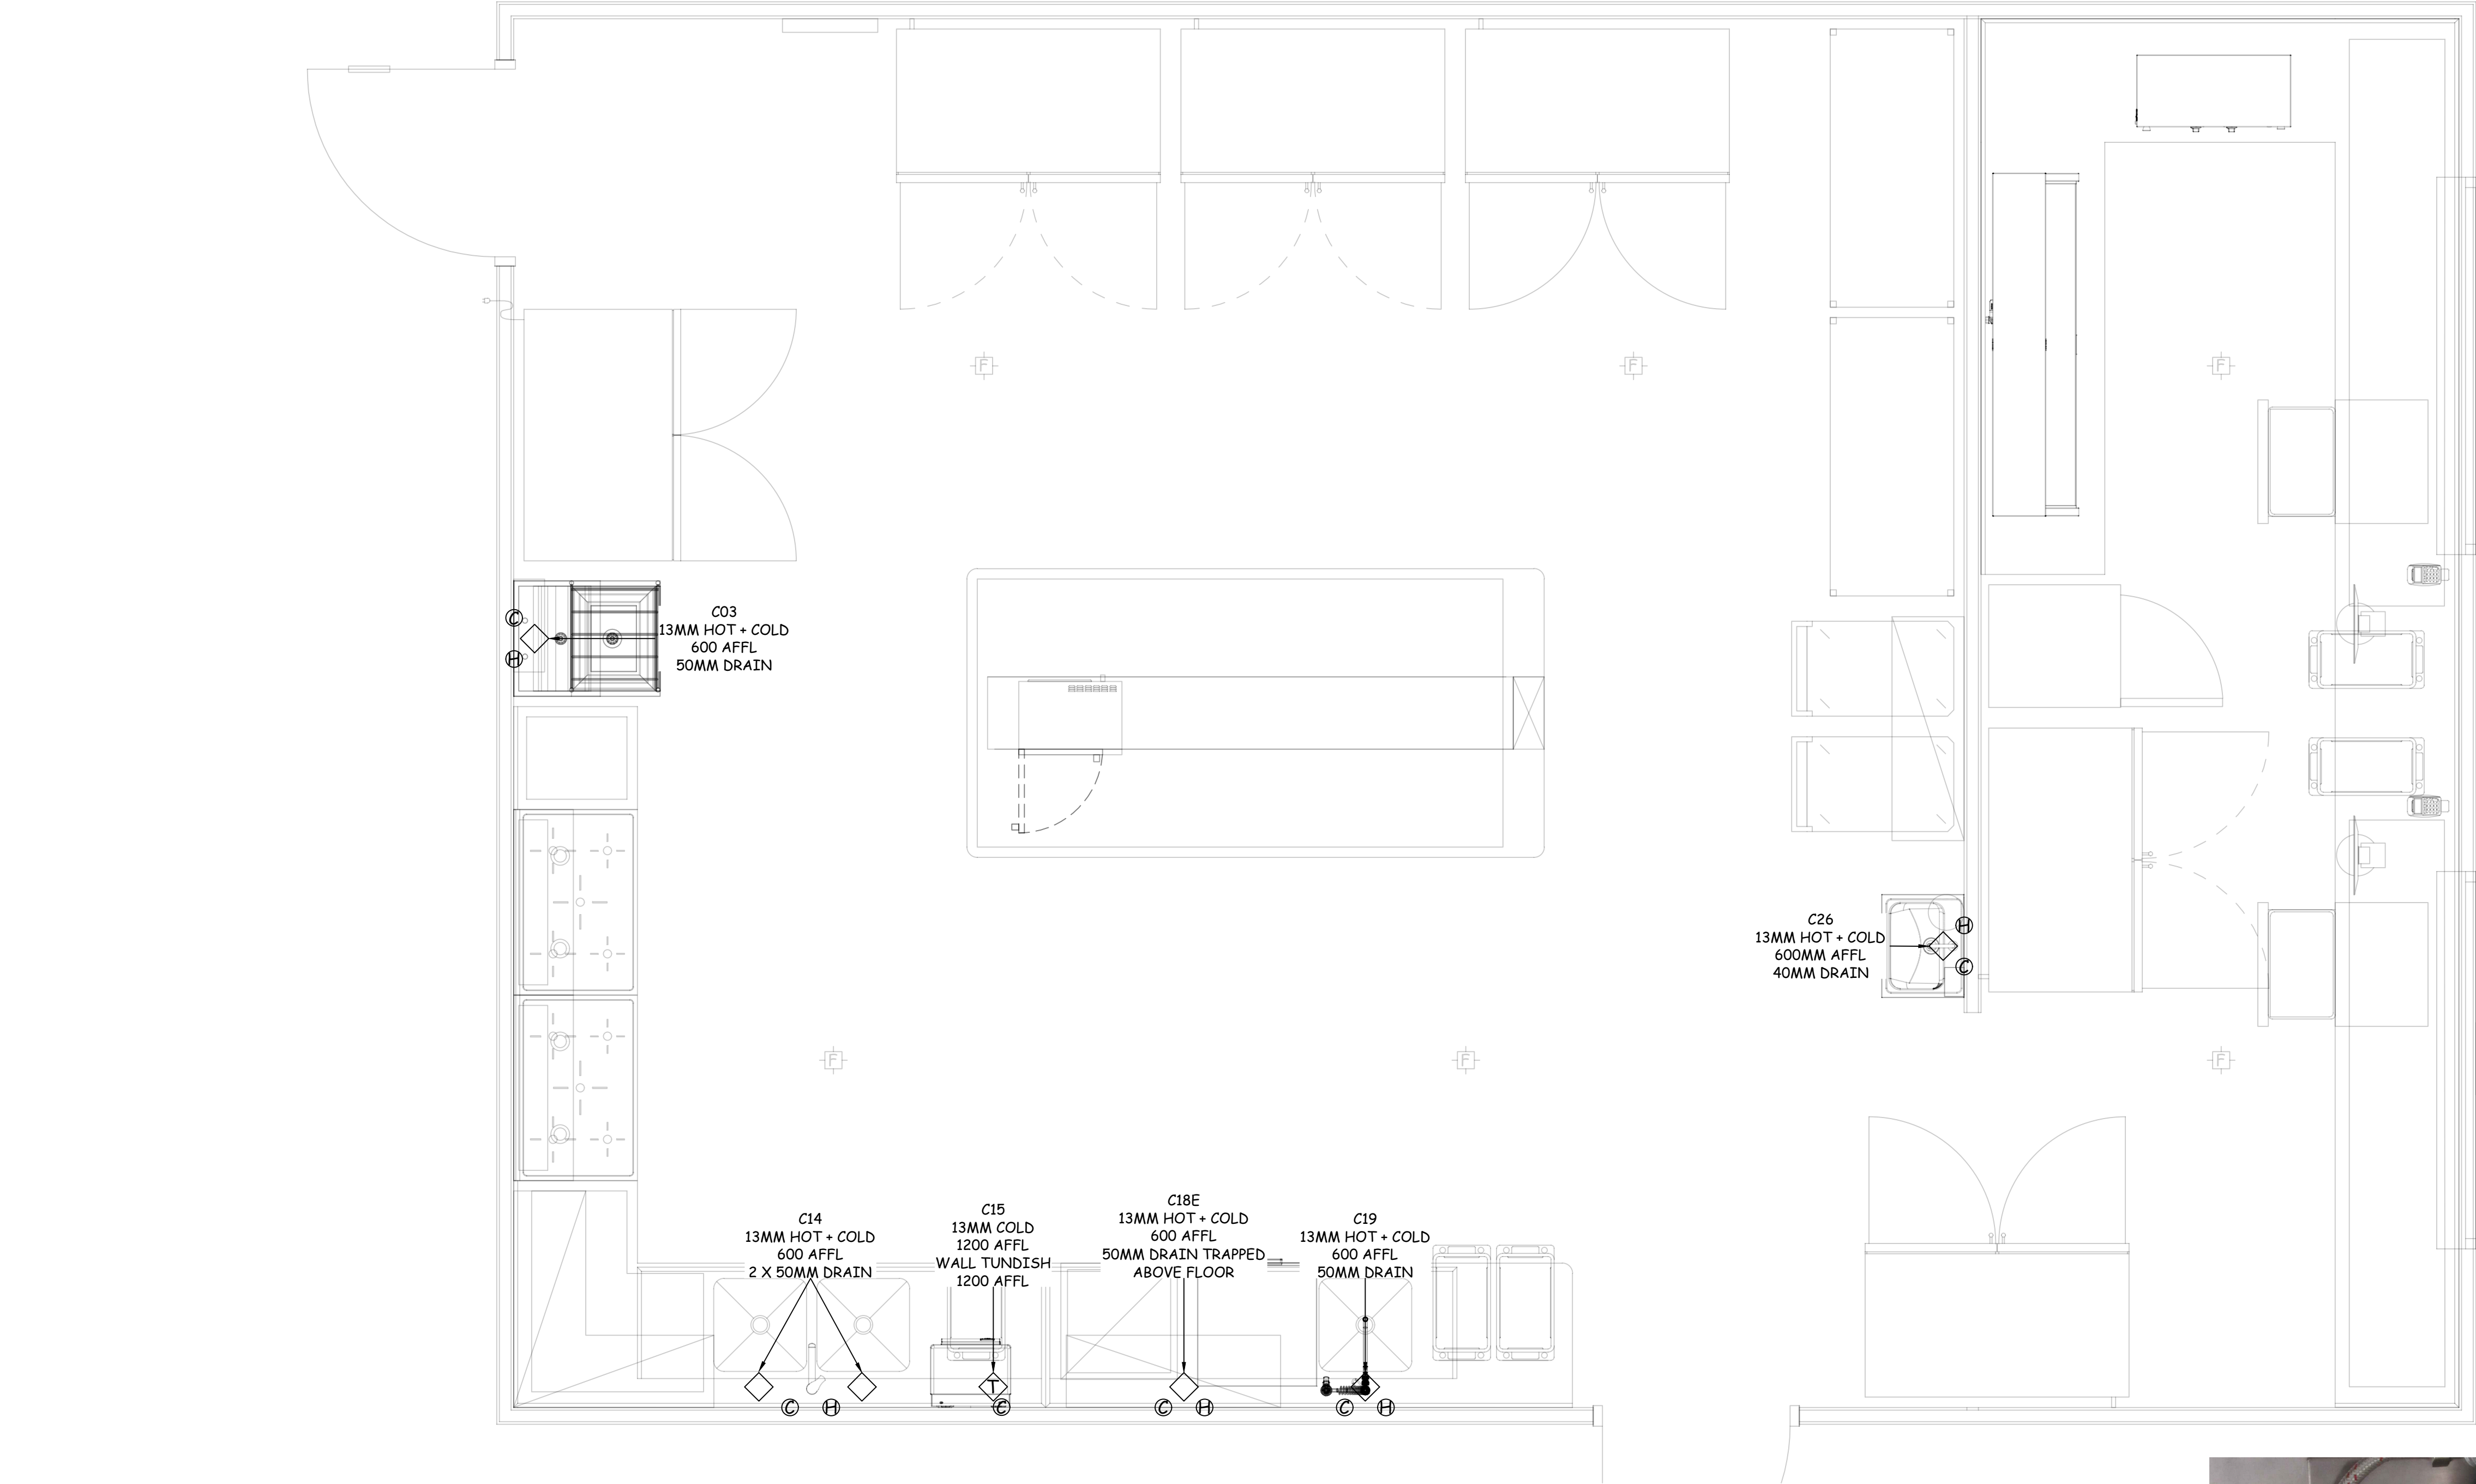 F
F
F
C03
13MM HOT + COLD
600 AFFL
50MM DRAIN
C
H
C26
13MM HOT + COLD
600MM AFFL
40MM DRAIN
H
C
F
F
F
C14
13MM HOT + COLD
600 AFFL
2 X 50MM DRAIN
C15
13MM COLD
1200 AFFL
WALL TUNDISH
1200 AFFL
C18E
13MM HOT + COLD
600 AFFL
50MM DRAIN TRAPPED
ABOVE FLOOR
C19
13MM HOT + COLD
600 AFFL
50MM DRAIN
T
C
H
C
C
H
C
H